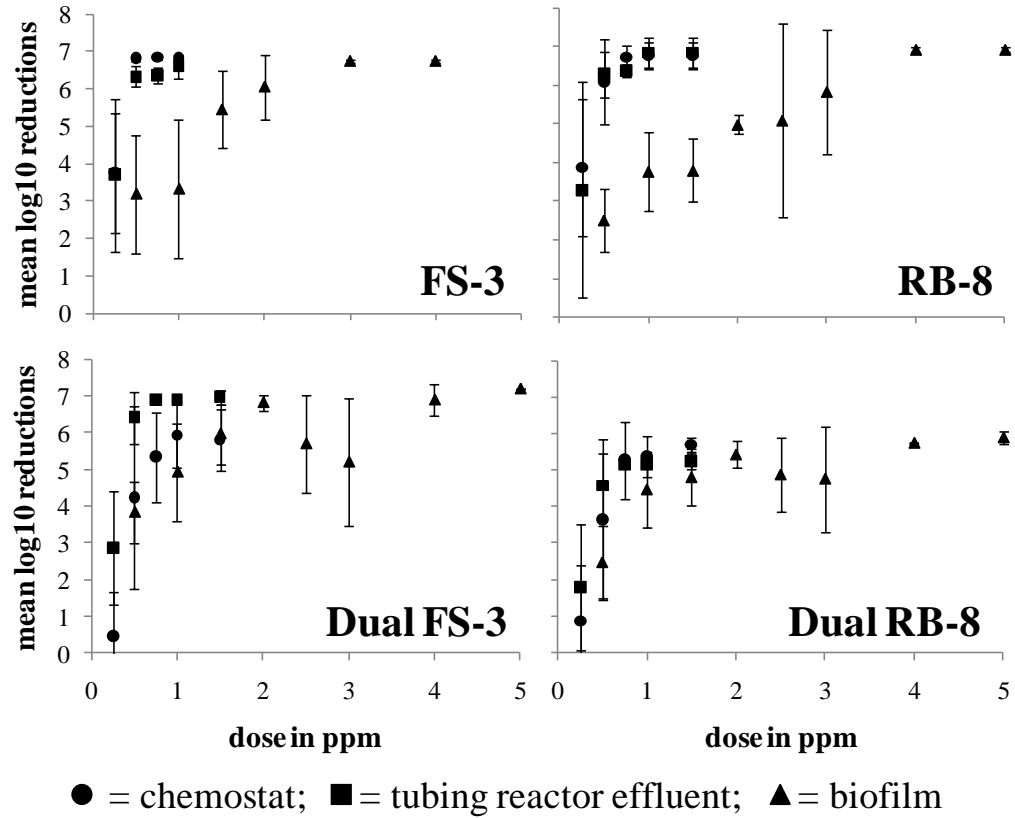 8
7
6
5
4
3
2
1
0
mean log10 reductions
FS-3
RB-8
8
7
6
5
4
3
2
1
0
mean log10 reductions
Dual FS-3
Dual RB-8
0 1 2 3 4 5
0 1 2 3 4 5
dose in ppm
dose in ppm
● = chemostat; ■ = tubing reactor effluent; ▲ = biofilm